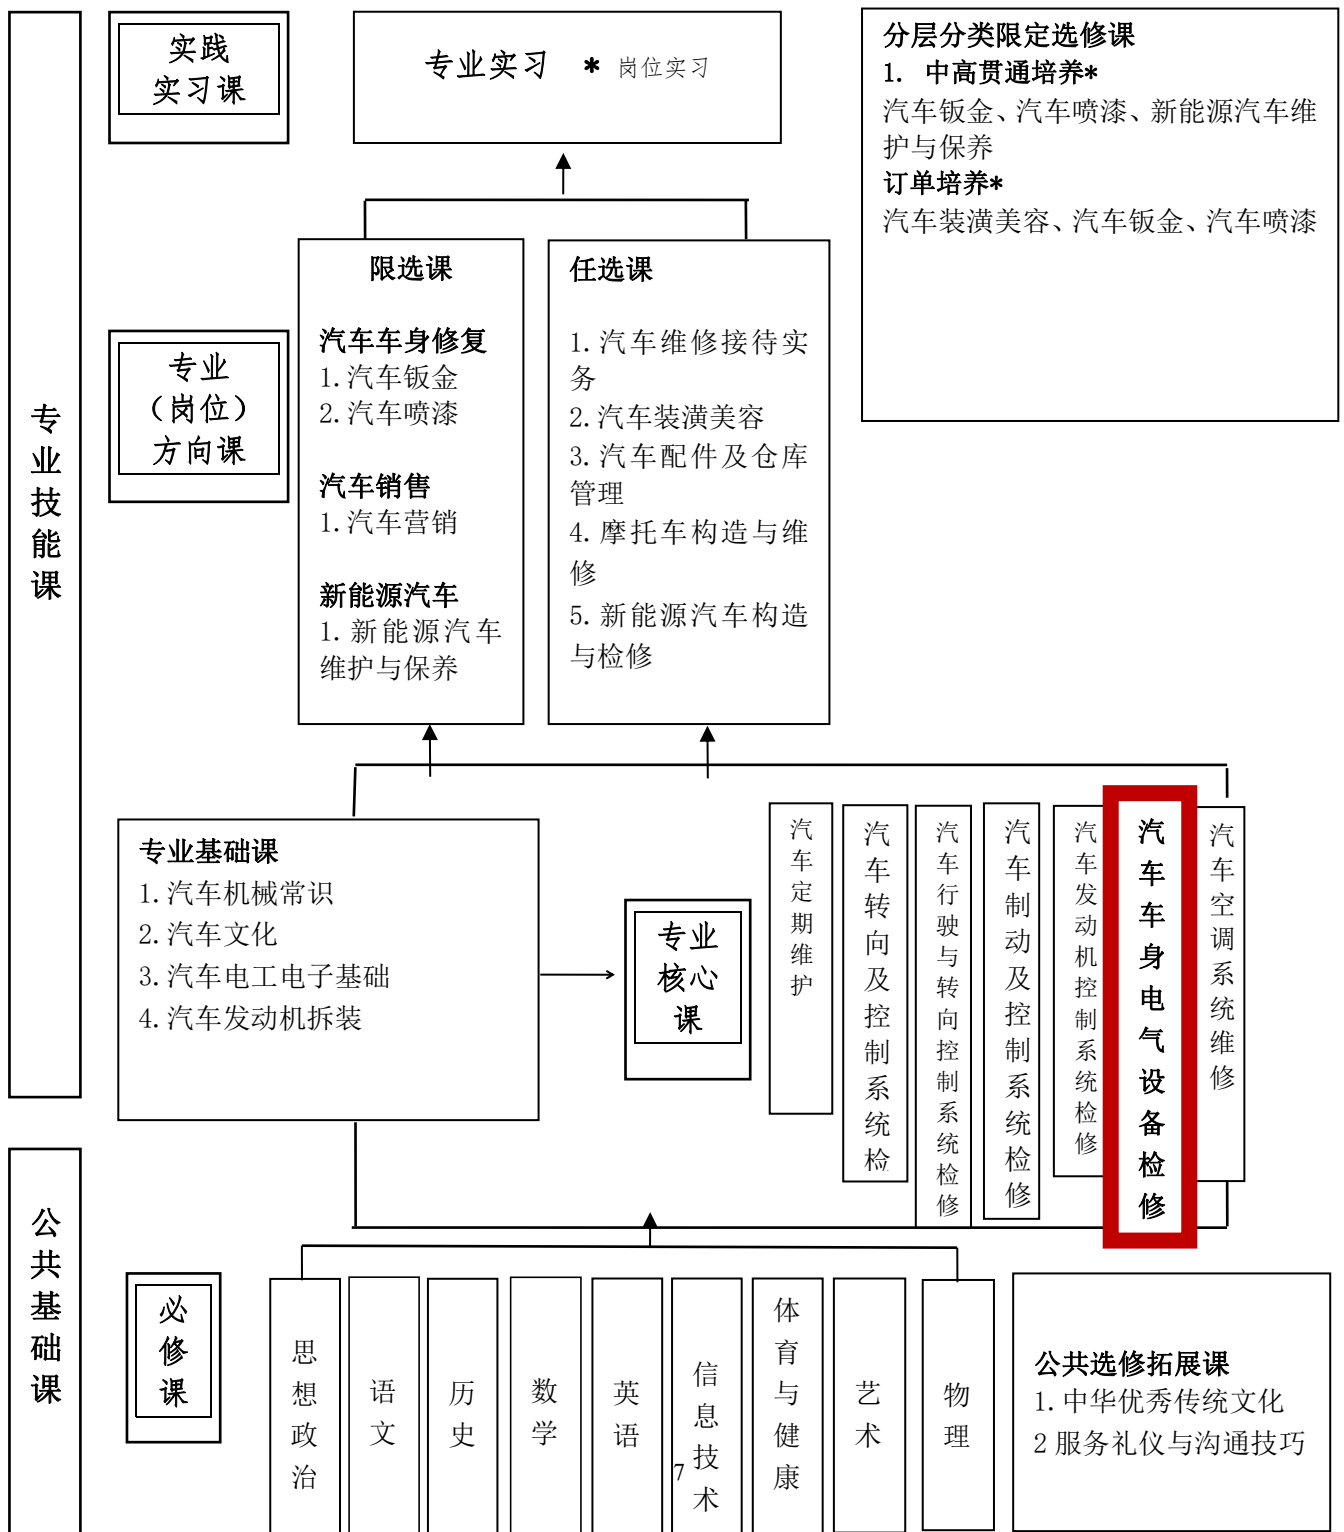 专业技能课
实践
实习课
专业实习 * 岗位实习
分层分类限定选修课
1. 中高贯通培养*
汽车钣金、汽车喷漆、新能源汽车维
护与保养
订单培养*
汽车装潢美容、汽车钣金、汽车喷漆
专业
（岗位）
方向课
限选课
汽车车身修复
1.汽车钣金
2.汽车喷漆
汽车销售
1.汽车营销
新能源汽车
1.新能源汽车
维护与保养
任选课
1.汽车维修接待实
务
2.汽车装潢美容
3.汽车配件及仓库
管理
4.摩托车构造与维
修
5.新能源汽车构造
与检修
专业基础课
1.汽车机械常识
2.汽车文化
3.汽车电工电子基础
4.汽车发动机拆装
专业
核心
课
汽车定期维护
汽车转向及控制系统检
汽车行驶与转向控制系统检修
汽车制动及控制系统检修
汽车发动机控制系统检修
汽车车身电气设备检修
汽车空调系统维修
公共基础课
必修课
思想政治
语文
历史
数学
英语
信息技术
体育与健康
艺术
物理
公共选修拓展课
1.中华优秀传统文化
2 服务礼仪与沟通技巧
7